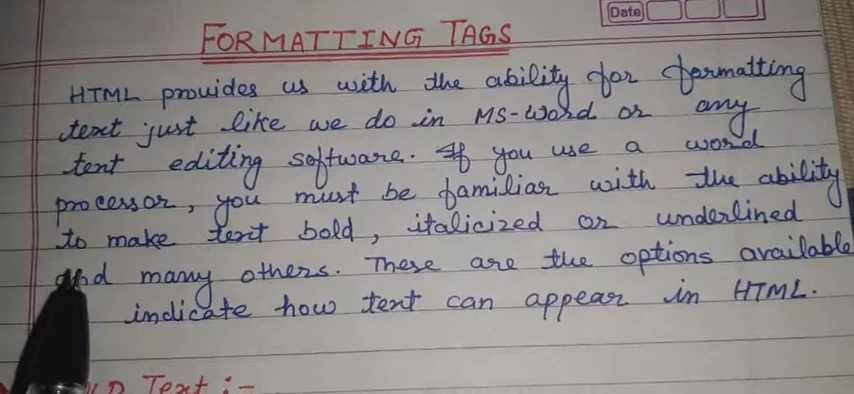 Date
FORMATTING TAGS
HTML provides us with the ability for formatting
text just like we do in MS-Word or any
text editing software. If you use a word
processor, you must be familiar with the ability
to make text bold, italicized or underlined
and many others. These are the options available
indicate how text can appear in HTML.
D Text :-